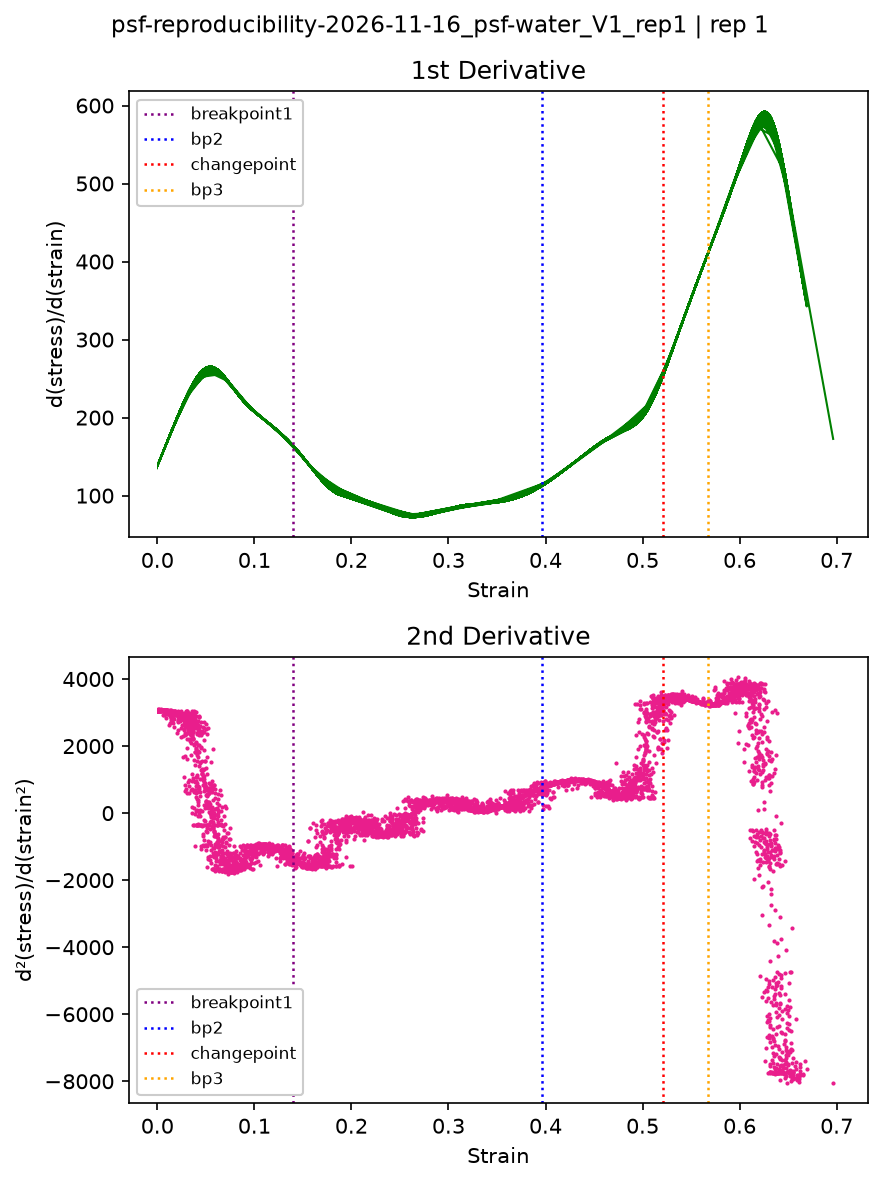 psf-reproducibility-2026-11-16_psf-water_V1_rep1 | rep 1
1st Derivative
breakpoint1
bp2
changepoint
bp3
600
500
400
300
200
100
d(stress)/d(strain)
0.0 0.1 0.2 0.3 0.4 0.5 0.6 0.7
Strain
2nd Derivative
4000
2000
0
−2000
−4000
−6000
−8000
d²(stress)/d(strain²)
breakpoint1
bp2
changepoint
bp3
0.0 0.1 0.2 0.3 0.4 0.5 0.6 0.7
Strain